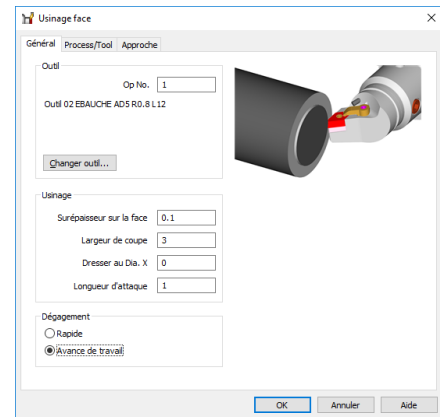 Usinage face
Général Process/Tool Approche
Outil
Op No. 1
Outil 02 EBAUCHE AD5 R0.8 L12
Changer outil...
Usinage
Surépaisseur sur la face 0.1
Largeur de coupe 3
Dresser au Dia. X 0
Longueur d'attaque 1
Dégagement
Rapide
Avance de travail
OK Annuler Aide